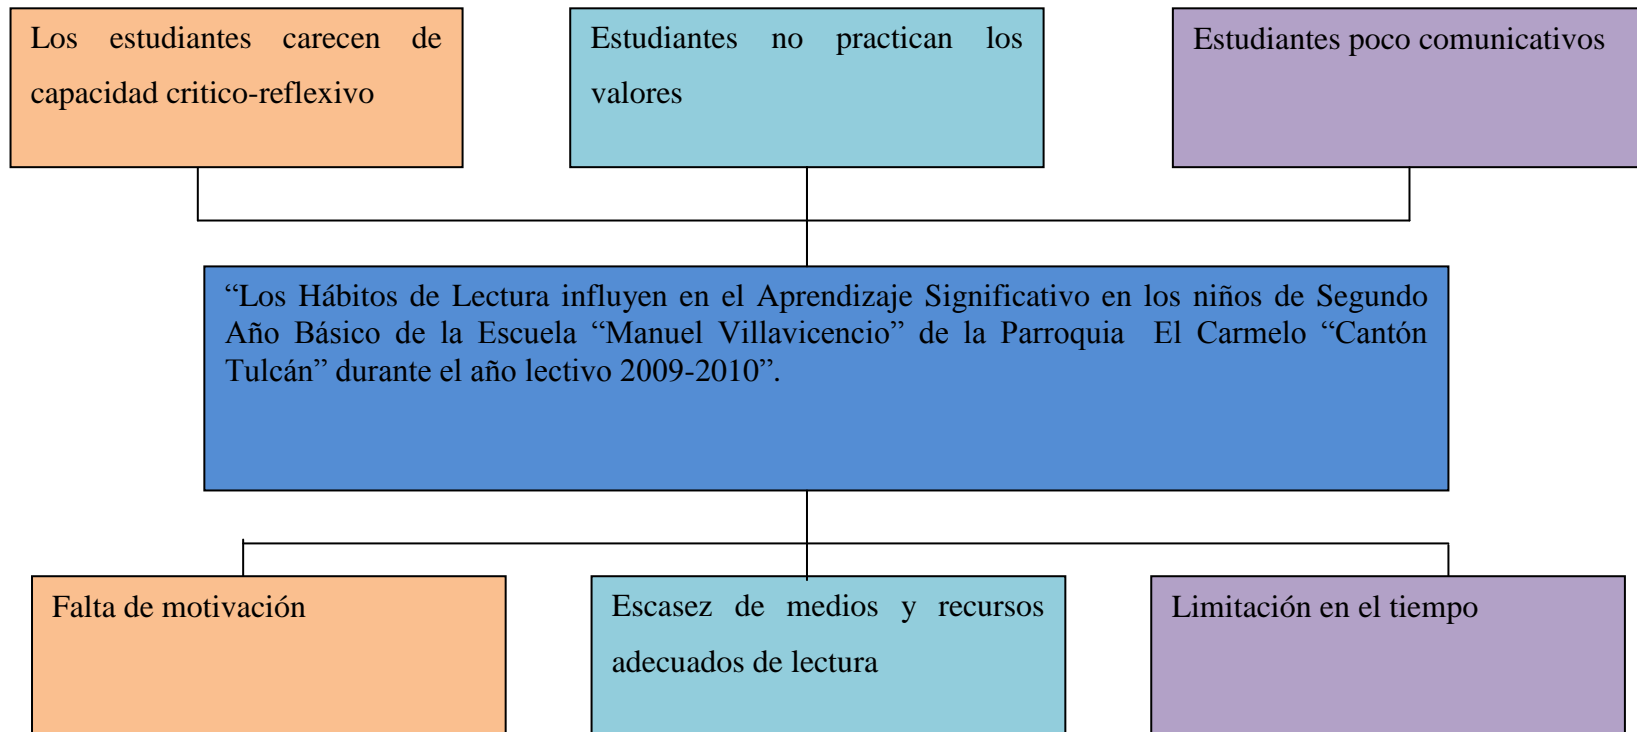 Los estudiantes carecen de
capacidad critico-reflexivo
Estudiantes no practican los
valores
Estudiantes poco comunicativos
“Los Hábitos de Lectura influyen en el Aprendizaje Significativo en los niños de Segundo
Año Básico de la Escuela “Manuel Villavicencio” de la Parroquia El Carmelo “Cantón
Tulcán” durante el año lectivo 2009-2010”.
Falta de motivación
Escasez de medios y recursos
adecuados de lectura
Limitación en el tiempo